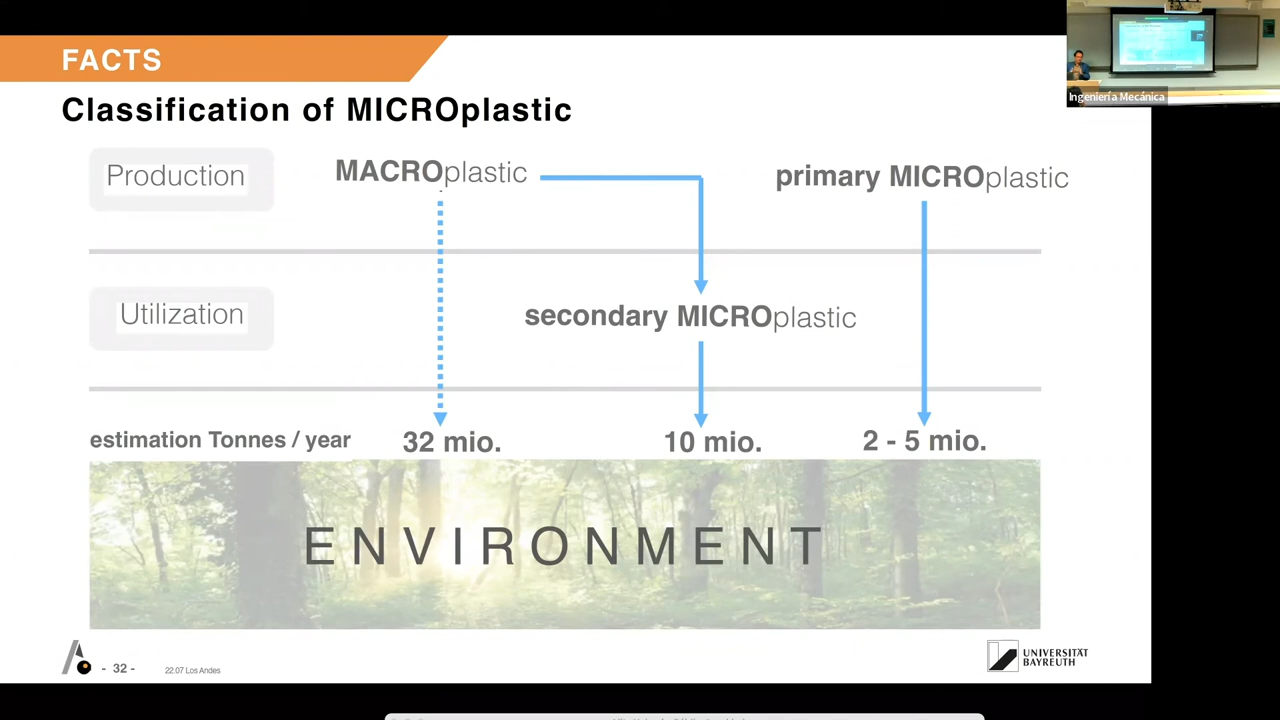 FACTS
Classification of MICROplastic
Ingeniería Mecánica
Production
MACROplastic
primary MICROplastic
Utilization
secondary MICROplastic
estimation Tonnes / year
32 mio.
10 mio.
2 - 5 mio.
ENVIRONMENT
- 32 -
22.07 Los Andes
UNIVERSITÄT
BAYREUTH